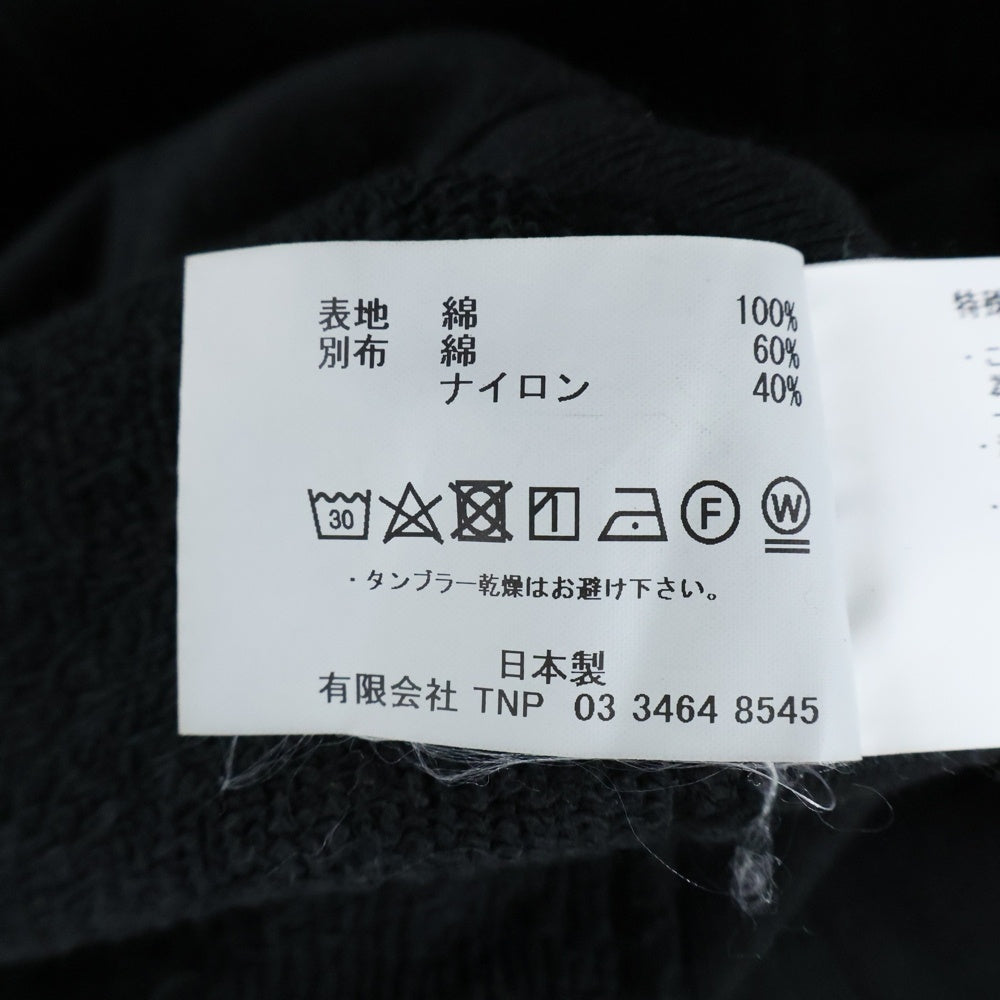 表地 綿 100%
別布 綿 60%
ナイロン 40%
30 F W
・タンブラー乾燥はお避け下さい。
日本製
有限会社 TNP 03 3464 8545
特